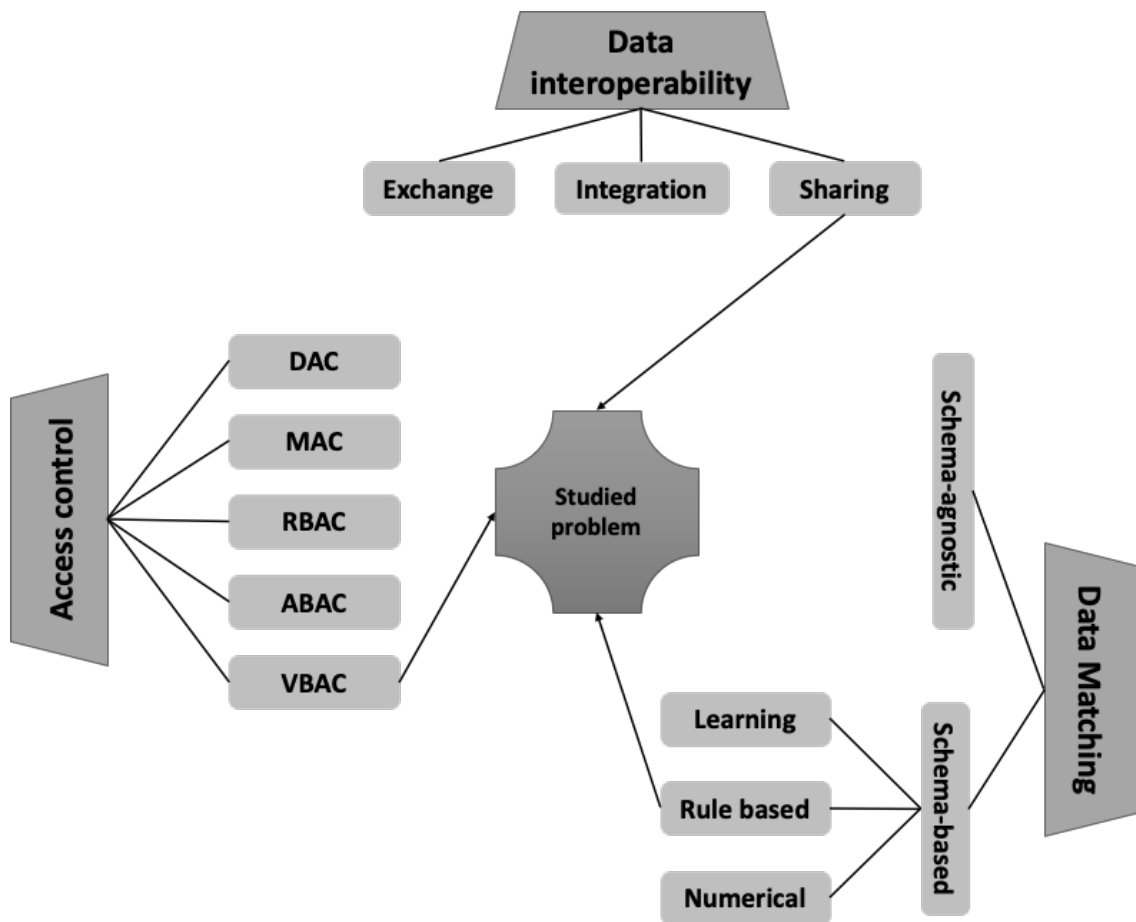 Data
interoperability
Exchange
Integration
Sharing
Access control
DAC
MAC
RBAC
ABAC
VBAC
Studied
problem
Schema-agnostic
Data Matching
Schema-based
Learning
Rule based
Numerical